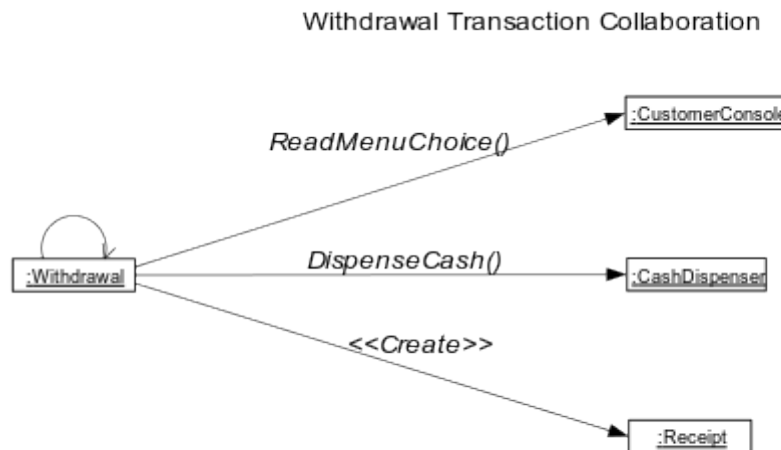 Withdrawal Transaction Collaboration
:CustomerConsole
ReadMenuChoice()
:Withdrawal
DispenseCash()
:CashDispenser
<<Create>>
:Receipt